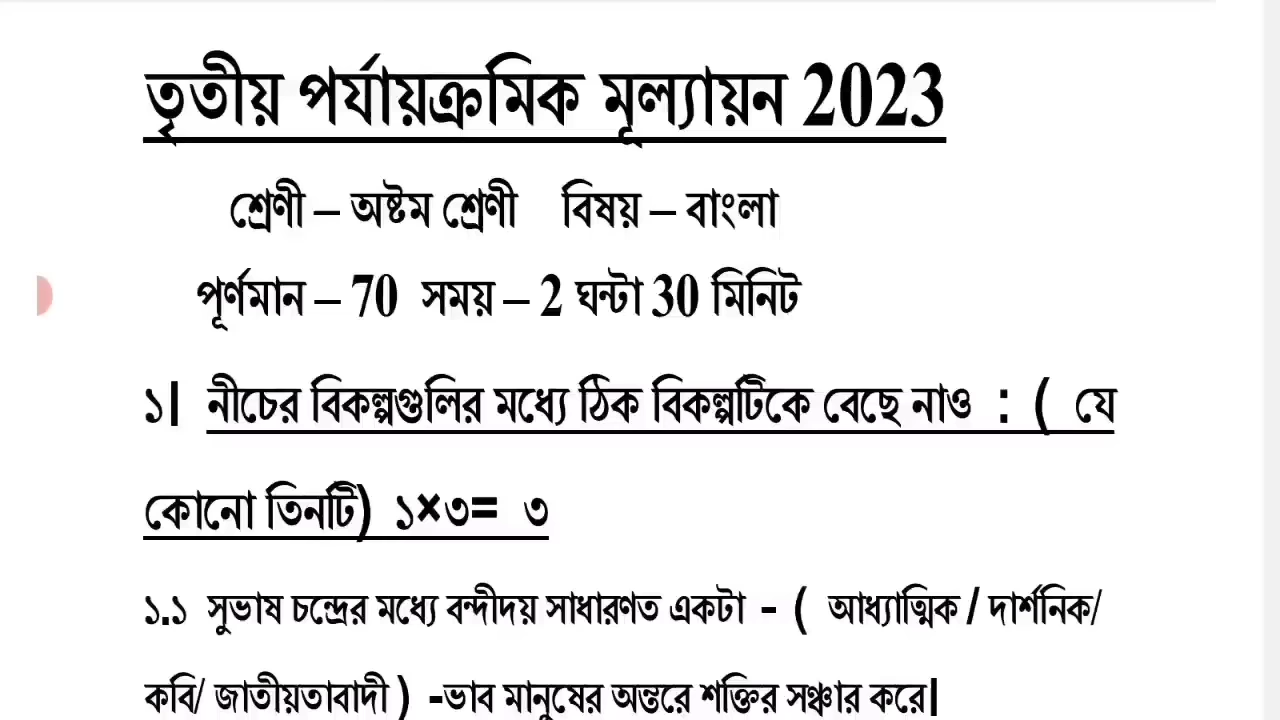 তৃতীয় পর্যায়ক্রমিক মূল্যায়ন 2023
শ্রেণী – অষ্টম শ্রেণী বিষয় – বাংলা
পূর্ণমান – 70 সময় – 2 ঘন্টা 30 মিনিট
১| নীচের বিকল্পগুলির মধ্যে ঠিক বিকল্পটিকে বেছে নাও : ( যে
কোনো তিনটি) ১×৩= ৩
১.১ সুভাষ চন্দ্রের মধ্যে বন্দীদয় সাধারণত একটা - ( আধ্যাত্মিক / দার্শনিক/
কবি/ জাতীয়তাবাদী ) -ভাব মানুষের অন্তরে শক্তির সঞ্চার করে|